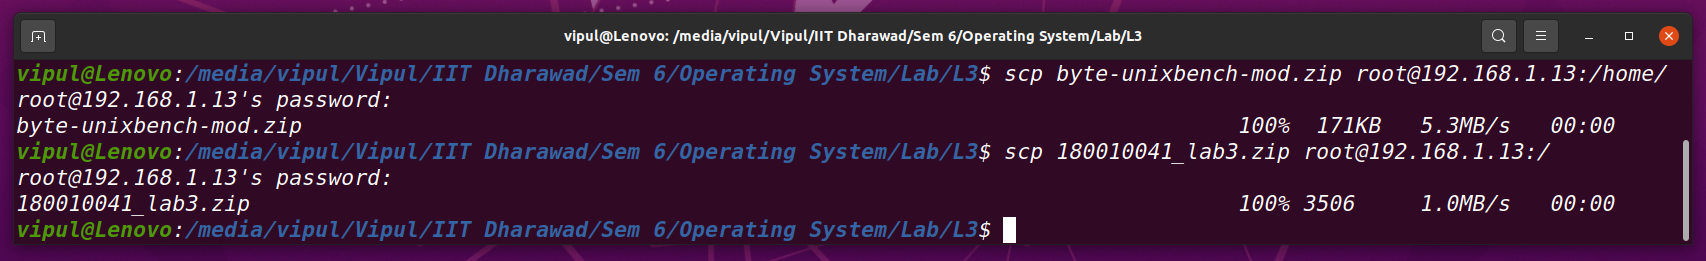 vipul@Lenovo: /media/vipul/Vipul/IIT Dharawad/Sem 6/Operating System/Lab/L3
vipul@Lenovo:/media/vipul/Vipul/IIT Dharawad/Sem 6/Operating System/Lab/L3$ scp byte-unixbench-mod.zip root@192.168.1.13:/home/
root@192.168.1.13's password:
byte-unixbench-mod.zip 100% 171KB 5.3MB/s 00:00
vipul@Lenovo:/media/vipul/Vipul/IIT Dharawad/Sem 6/Operating System/Lab/L3$ scp 180010041_lab3.zip root@192.168.1.13:/
root@192.168.1.13's password:
180010041_lab3.zip 100% 3506 1.0MB/s 00:00
vipul@Lenovo:/media/vipul/Vipul/IIT Dharawad/Sem 6/Operating System/Lab/L3$